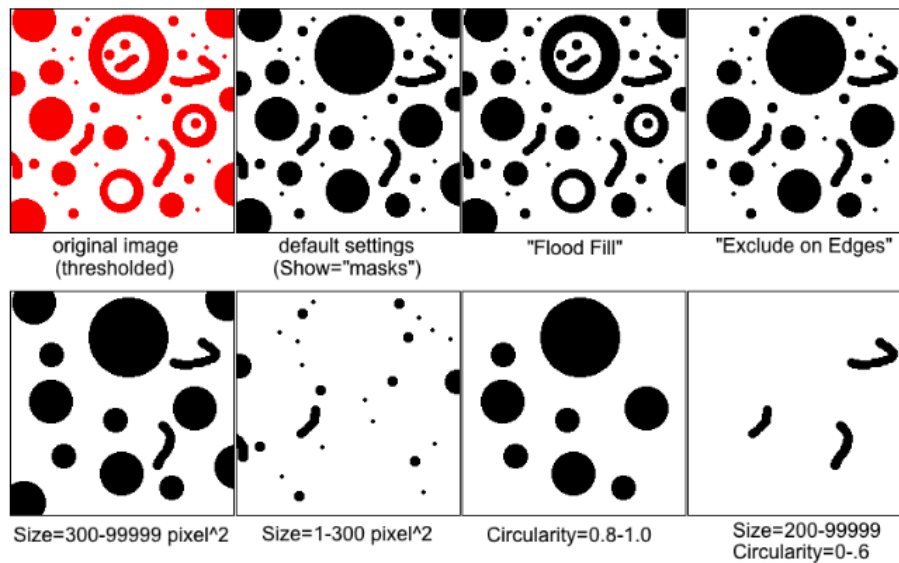 original image
(thresholded)
default settings
(Show="masks")
"Flood Fill"
"Exclude on Edges"
Size=300-99999 pixel^2
Size=1-300 pixel^2
Circularity=0.8-1.0
Size=200-99999
Circularity=0-.6